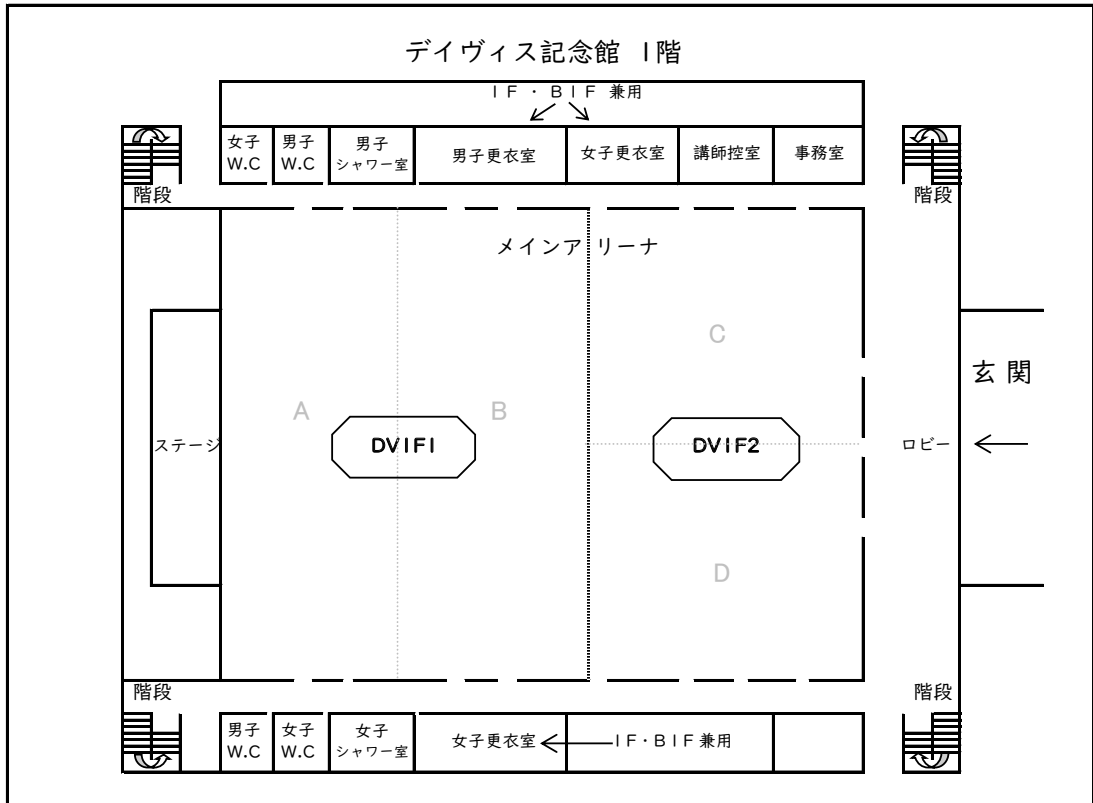 デイヴィス記念館 1階
1F・B1F 兼用
女子
W.C
男子
W.C
男子
シャワー室
男子更衣室
女子更衣室
講師控室
事務室
階段
階段
メインアリーナ
C
玄関
A
B
ステージ
DV1F1
DV1F2
ロビー
D
階段
階段
男子
W.C
女子
W.C
女子
シャワー室
女子更衣室
1F・B1F 兼用